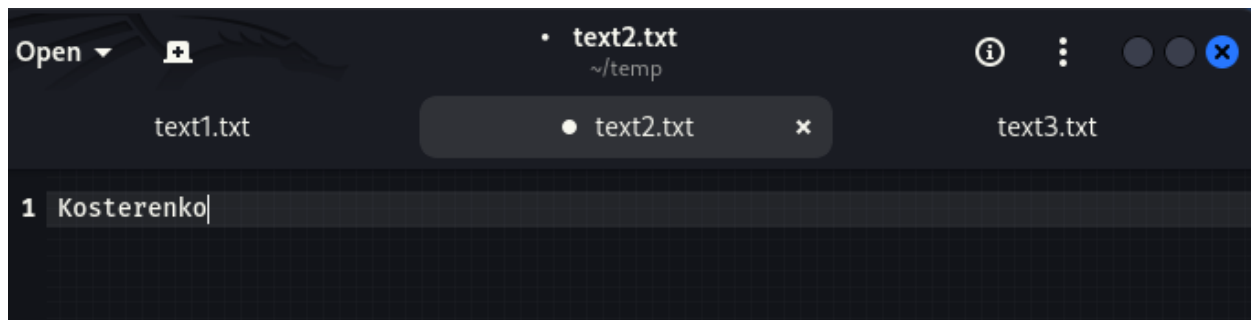 Open
• text2.txt
~/temp
text1.txt
● text2.txt
text3.txt
1 Kosterenko